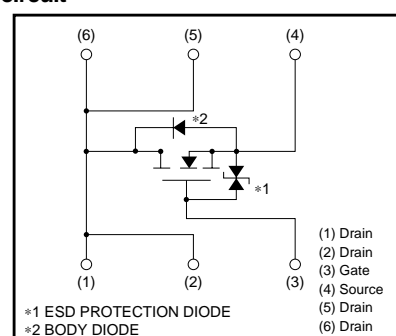 (6) (5) (4)
∗2
∗1
(1) (2) (3)
(1) Drain
(2) Drain
(3) Gate
(4) Source
(5) Drain
(6) Drain
∗1 ESD PROTECTION DIODE
∗2 BODY DIODE